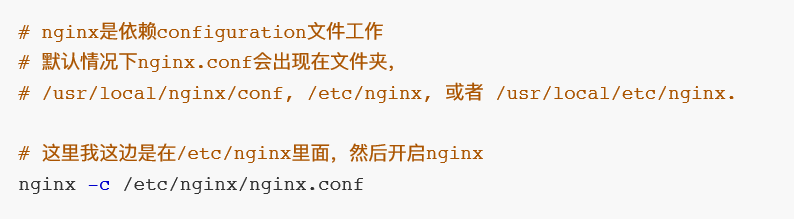 # nginx是依赖configuration文件工作
# 默认情况下nginx.conf会出现在文件夹，
# /usr/local/nginx/conf, /etc/nginx, 或者 /usr/local/etc/nginx.
# 这里我这边是在/etc/nginx里面，然后开启nginx
nginx -c /etc/nginx/nginx.conf